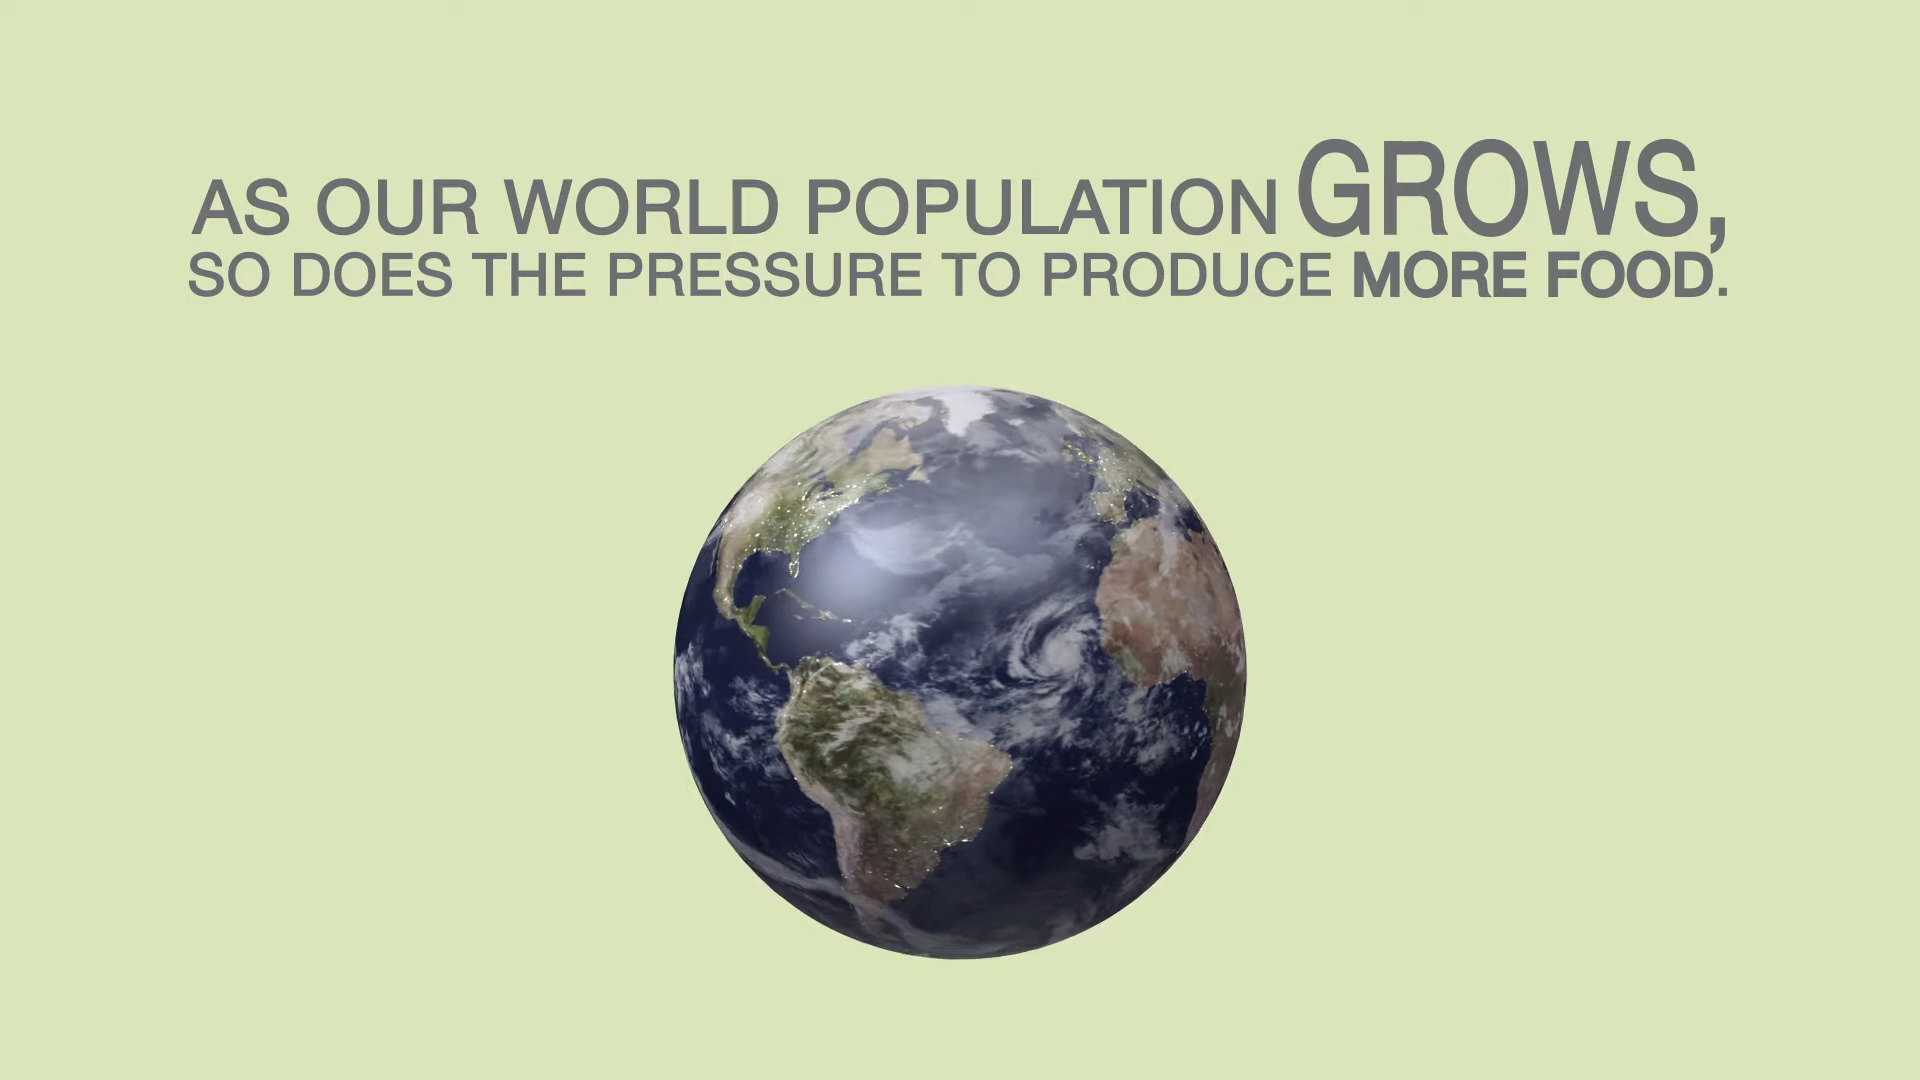 AS OUR WORLD POPULATION GROWS,
SO DOES THE PRESSURE TO PRODUCE MORE FOOD.